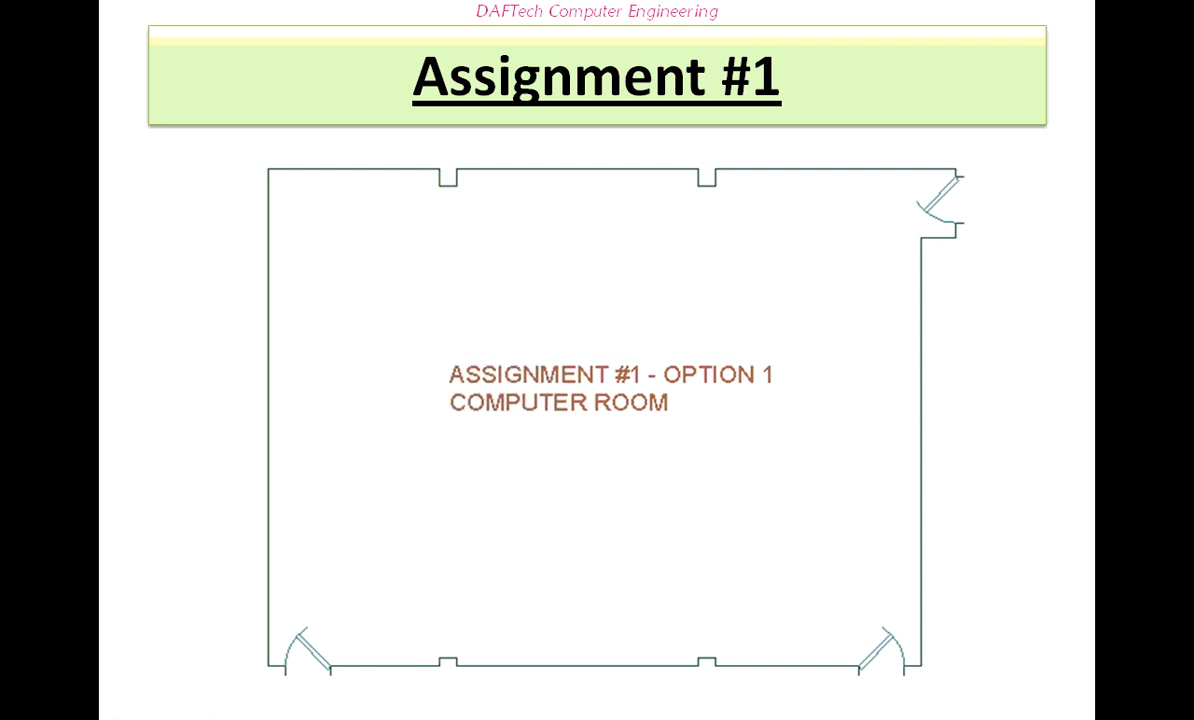 DAFTech Computer Engineering
Assignment #1
ASSIGNMENT #1 - OPTION 1
COMPUTER ROOM